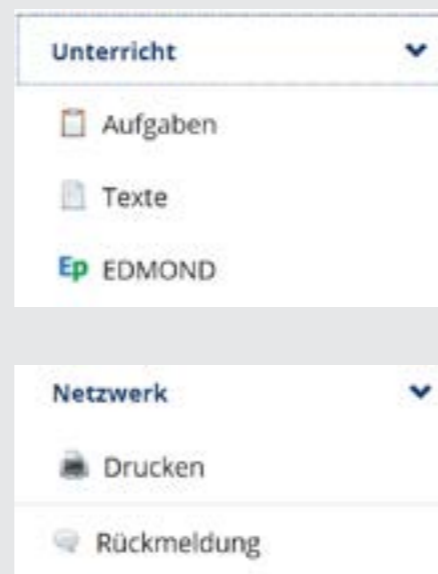 Unterricht
Aufgaben
Texte
Ep EDMOND
Netzwerk
Drucken
Rückmeldung